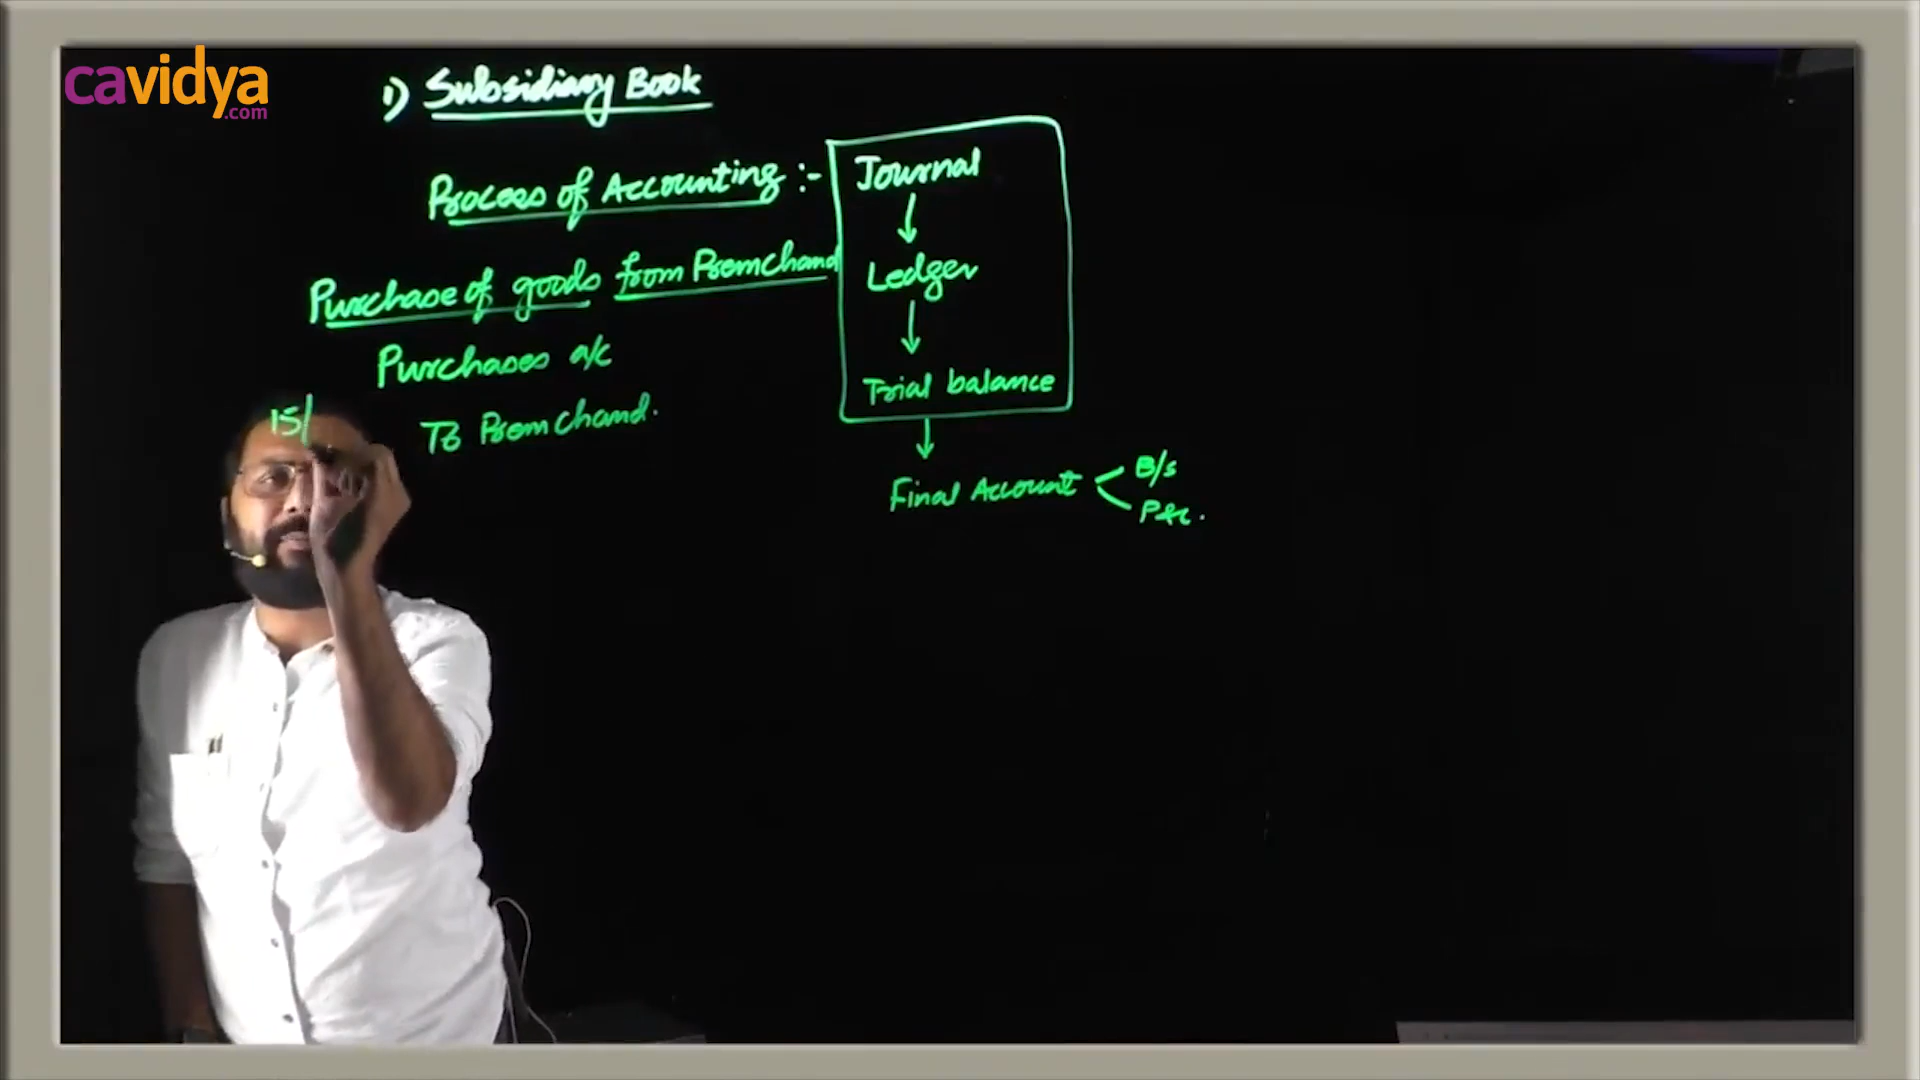 cavidya
.com
1) Subsidiary Book
Process of Accounting :-
Journal
Purchase of goods from Premchand
Ledger
Purchases a/c
Trial balance
15/
To Premchand.
Final Account
B/s
P&L.